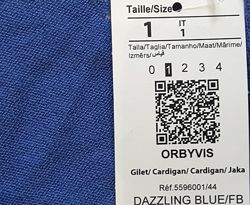 Taille/Size
1 IT
1
Talla/Taglia/Tamanho/Maat/Mărime/
Izmērs/قياس
0 1 2 3 4
ORBYVIS
Gilet/ Cardigan/ Cardigan/ Jaka
Réf.5596001/44
DAZZLING BLUE/FB